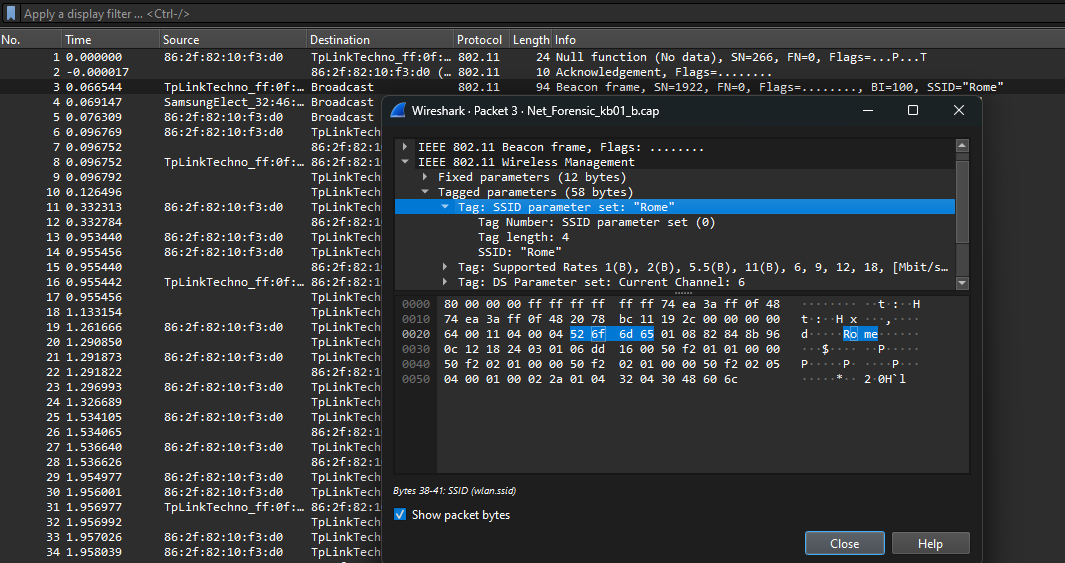 Apply a display filter … <Ctrl-/>
No. Time Source Destination Protocol Length Info
1 0.000000 86:2f:82:10:f3:d0 TpLinkTechno_ff:0f:… 802.11 24 Null function (No data), SN=266, FN=0, Flags=...P...T
2 -0.000017 86:2f:82:10:f3:d0 (… 802.11 10 Acknowledgement, Flags=........
3 0.066544 TpLinkTechno_ff:0f:… Broadcast 802.11 94 Beacon frame, SN=1922, FN=0, Flags=........, BI=100, SSID="Rome"
4 0.069147 SamsungElect_32:46:… Broadcast
5 0.076309 86:2f:82:10:f3:d0 Broadcast
6 0.096769 86:2f:82:10:f3:d0 TpLinkTech
7 0.096752 86:2f:82:1
8 0.096752 TpLinkTechno_ff:0f:… 86:2f:82:1
9 0.096792 TpLinkTech
10 0.126496 TpLinkTech
11 0.332313 86:2f:82:10:f3:d0 TpLinkTech
12 0.332784 86:2f:82:1
13 0.953440 86:2f:82:10:f3:d0 TpLinkTech
14 0.955456 86:2f:82:10:f3:d0 TpLinkTech
15 0.955440 86:2f:82:1
16 0.955442 TpLinkTechno_ff:0f:… 86:2f:82:1
17 0.955456 TpLinkTech
18 1.133154 TpLinkTech
19 1.261666 86:2f:82:10:f3:d0 TpLinkTech
20 1.290850 TpLinkTech
21 1.291873 86:2f:82:10:f3:d0 TpLinkTech
22 1.291822 86:2f:82:1
23 1.296993 86:2f:82:10:f3:d0 TpLinkTech
24 1.326689 TpLinkTech
25 1.534105 86:2f:82:10:f3:d0 TpLinkTech
26 1.534065 86:2f:82:1
27 1.536640 86:2f:82:10:f3:d0 TpLinkTech
28 1.536626 86:2f:82:1
29 1.954977 86:2f:82:10:f3:d0 TpLinkTech
30 1.956001 86:2f:82:10:f3:d0 TpLinkTech
31 1.956977 TpLinkTechno_ff:0f:… 86:2f:82:1
32 1.956992 TpLinkTech
33 1.957026 86:2f:82:10:f3:d0 TpLinkTech
34 1.958039 86:2f:82:10:f3:d0 TpLinkTech
Wireshark · Packet 3 · Net_Forensic_kb01_b.cap
IEEE 802.11 Beacon frame, Flags: ........
IEEE 802.11 Wireless Management
Fixed parameters (12 bytes)
Tagged parameters (58 bytes)
Tag: SSID parameter set: "Rome"
Tag Number: SSID parameter set (0)
Tag length: 4
SSID: "Rome"
Tag: Supported Rates 1(B), 2(B), 5.5(B), 11(B), 6, 9, 12, 18, [Mbit/s…
Tag: DS Parameter set: Current Channel: 6
0000 80 00 00 00 ff ff ff ff ff ff 74 ea 3a ff 0f 48 ········ ··t·:··H
0010 74 ea 3a ff 0f 48 20 78 bc 11 19 2c 00 00 00 00 t·:··H x ···,····
0020 64 00 11 04 00 04 52 6f 6d 65 01 08 82 84 8b 96 d·····Ro me······
0030 0c 12 18 24 03 01 06 dd 16 00 50 f2 01 01 00 00 ···$···· ··P·····
0040 50 f2 02 01 00 00 50 f2 02 01 00 00 50 f2 02 05 P·····P· ····P···
0050 04 00 01 00 02 2a 01 04 32 04 30 48 60 6c ·····*·· 2·0H`l
Bytes 38-41: SSID (wlan.ssid)
Show packet bytes
Close
Help